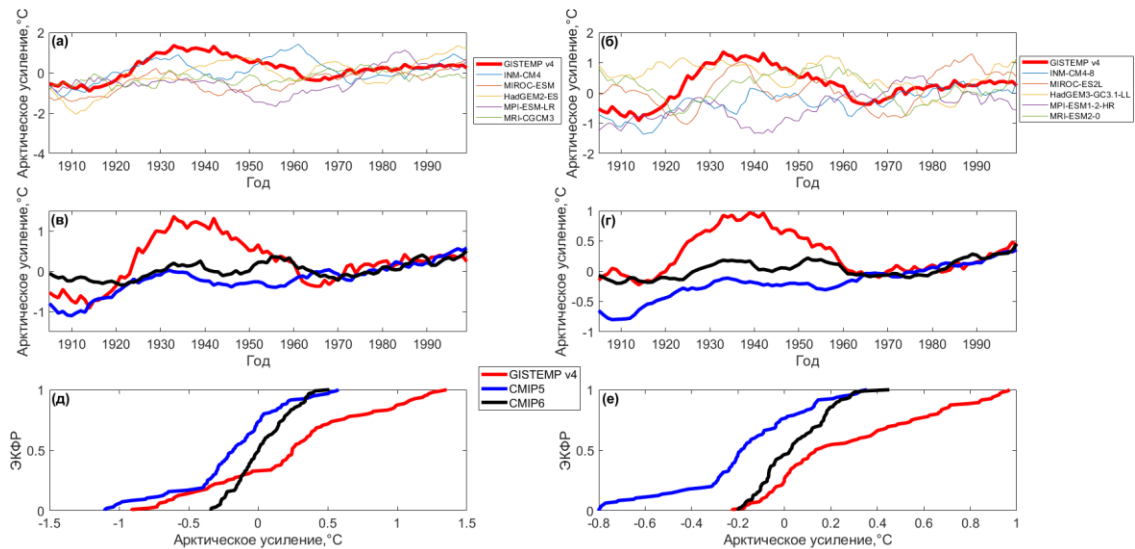 (а)
Арктическое усиление,°C
2
0
-2
-4
1910 1920 1930 1940 1950 1960 1970 1980 1990
Год
GISTEMP v4
INM-CM4
MIROC-ESM
HadGEM2-ES
MPI-ESM-LR
MRI-CGCM3
(б)
Арктическое усиление,°C
2
1
0
-1
-2
1910 1920 1930 1940 1950 1960 1970 1980 1990
Год
GISTEMP v4
INM-CM4-8
MIROC-ES2L
HadGEM3-GC3.1-LL
MPI-ESM1-2-HR
MRI-ESM2-0
(в)
Арктическое усиление,°C
1
0
-1
1910 1920 1930 1940 1950 1960 1970 1980 1990
Год
(г)
Арктическое усиление,°C
1
0.5
0
-0.5
-1
1910 1920 1930 1940 1950 1960 1970 1980 1990
Год
GISTEMP v4
CMIP5
CMIP6
(д)
ЭКФР
1
0.5
0
-1.5 -1 -0.5 0 0.5 1 1.5
Арктическое усиление,°C
(е)
ЭКФР
1
0.5
0
-0.8 -0.6 -0.4 -0.2 0 0.2 0.4 0.6 0.8 1
Арктическое усиление,°C